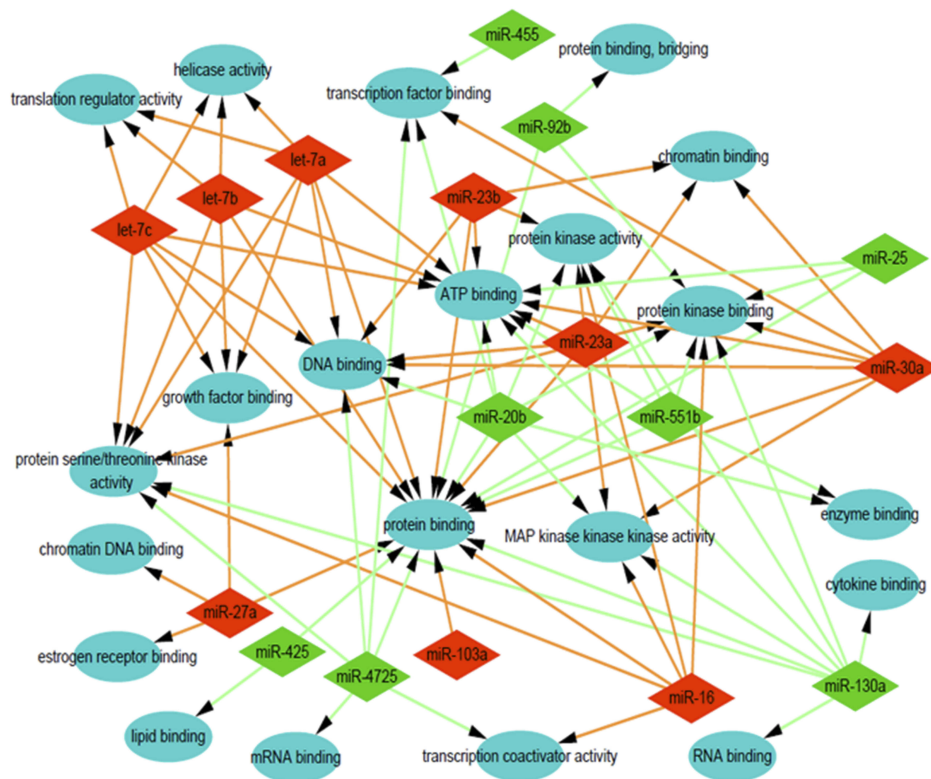 miR-455
protein binding, bridging
helicase activity
translation regulator activity
transcription factor binding
miR-92b
let-7a
chromatin binding
let-7b
miR-23b
let-7c
protein kinase activity
miR-25
ATP binding
protein kinase binding
miR-23a
DNA binding
miR-30a
growth factor binding
miR-20b
miR-551b
protein serine/threonine kinase
activity
protein binding
MAP kinase kinase kinase activity
enzyme binding
chromatin DNA binding
cytokine binding
miR-27a
estrogen receptor binding
miR-425
miR-103a
miR-4725
miR-16
miR-130a
lipid binding
mRNA binding
transcription coactivator activity
RNA binding